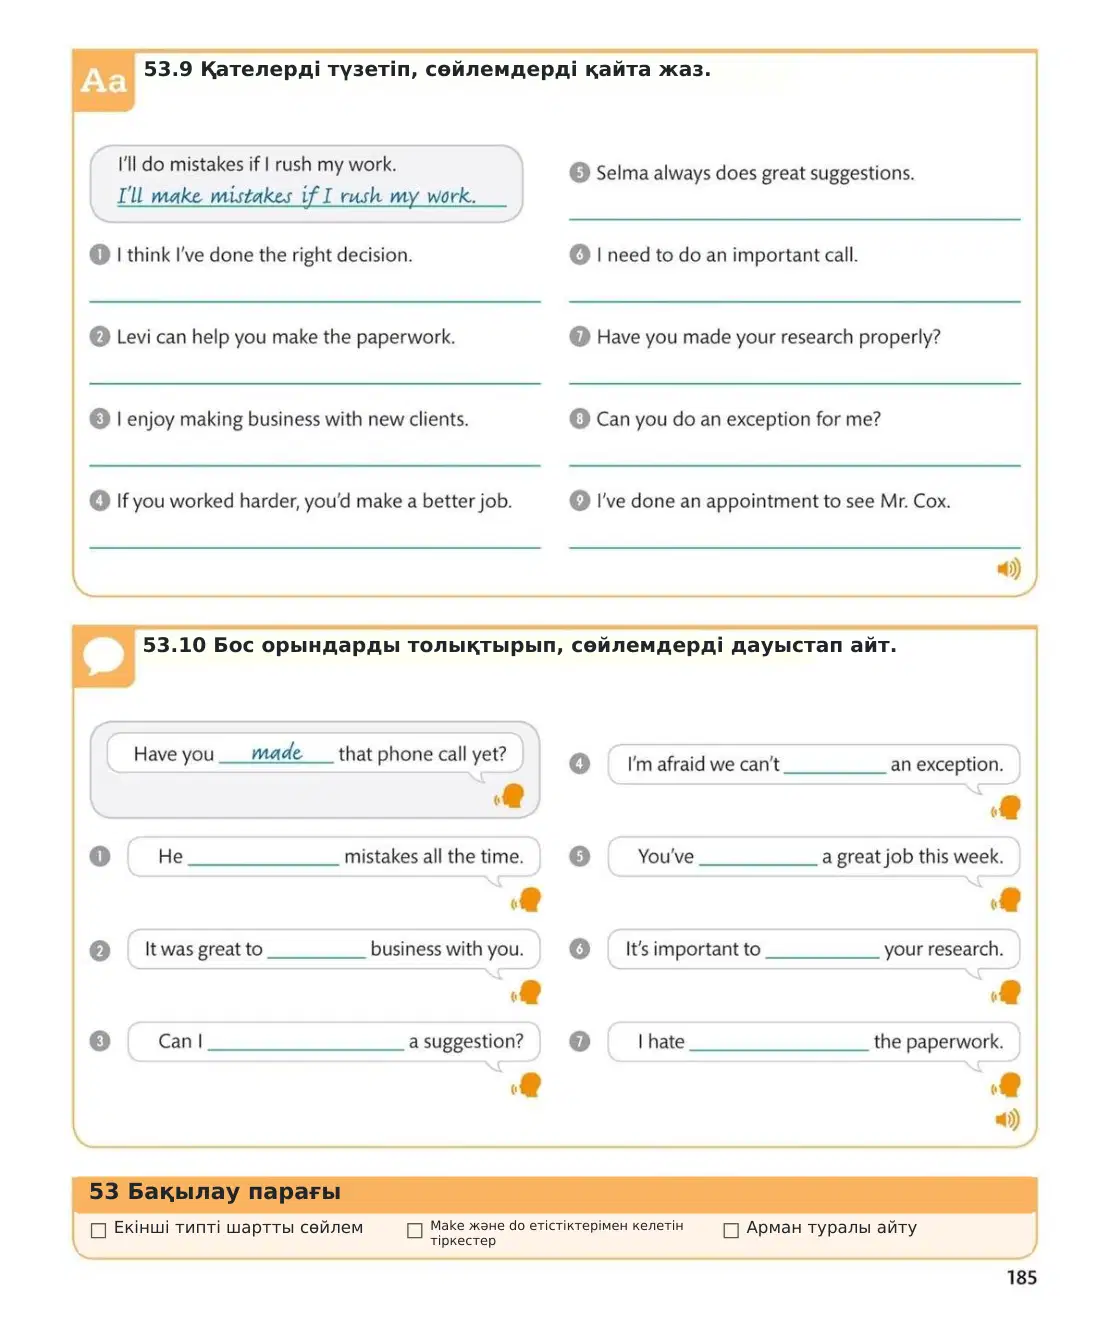 Aa
53.9 Қателерді түзетіп, сөйлемдерді қайта жаз.
I'll do mistakes if I rush my work.
I'll make mistakes if I rush my work.
1 I think I've done the right decision.
2 Levi can help you make the paperwork.
3 I enjoy making business with new clients.
4 If you worked harder, you'd make a better job.
5 Selma always does great suggestions.
6 I need to do an important call.
7 Have you made your research properly?
8 Can you do an exception for me?
9 I've done an appointment to see Mr. Cox.
53.10 Бос орындарды толықтырып, сөйлемдерді дауыстап айт.
Have you made that phone call yet?
1 He ____ mistakes all the time.
2 It was great to ____ business with you.
3 Can I ____ a suggestion?
4 I'm afraid we can't ____ an exception.
5 You've ____ a great job this week.
6 It's important to ____ your research.
7 I hate ____ the paperwork.
53 Бақылау парағы
Екінші типті шартты сөйлем
Make және do етістіктерімен келетін
тіркестер
Арман туралы айту
185